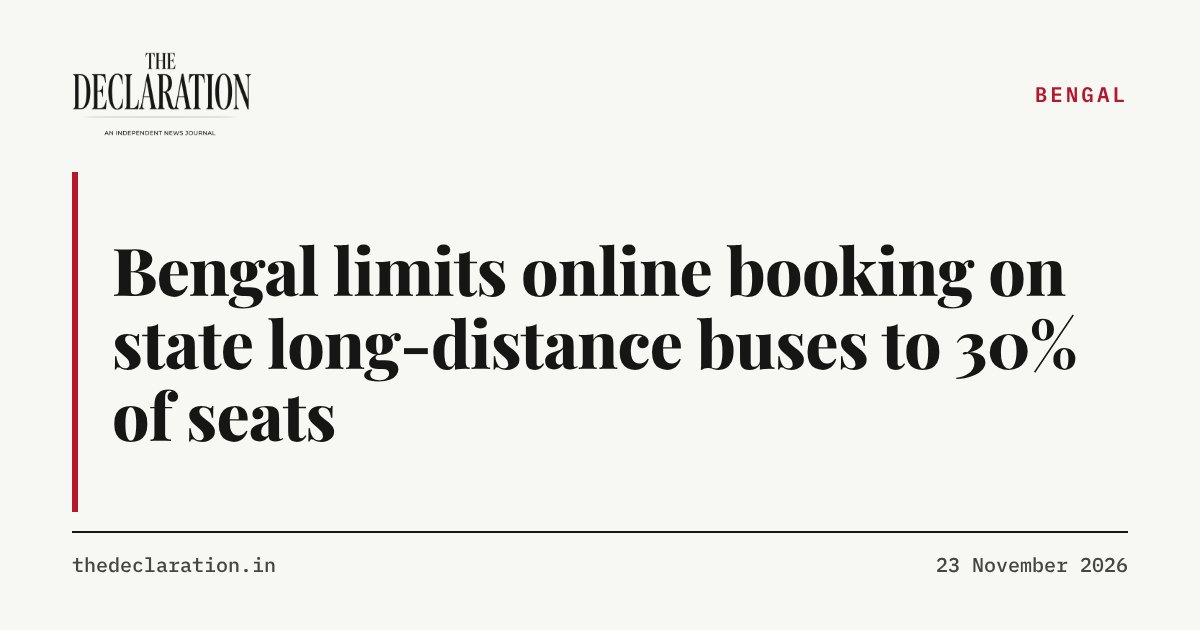 THE
DECLARATION
AN INDEPENDENT NEWS JOURNAL
BENGAL
Bengal limits online booking on
state long-distance buses to 30%
of seats
thedeclaration.in
23 November 2026